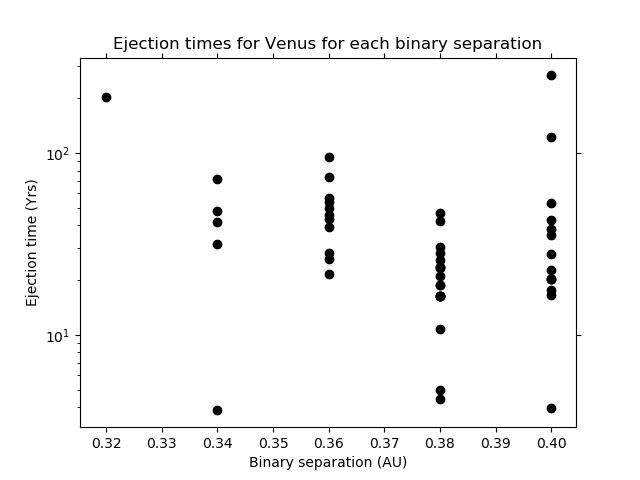 Ejection times for Venus for each binary separation
Ejection time (Yrs)
10²
10¹
0.32 0.33 0.34 0.35 0.36 0.37 0.38 0.39 0.40
Binary separation (AU)